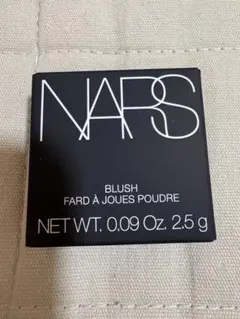 NARS
BLUSH
FARD À JOUES POUDRE
NET WT. 0.09 Oz. 2.5 g